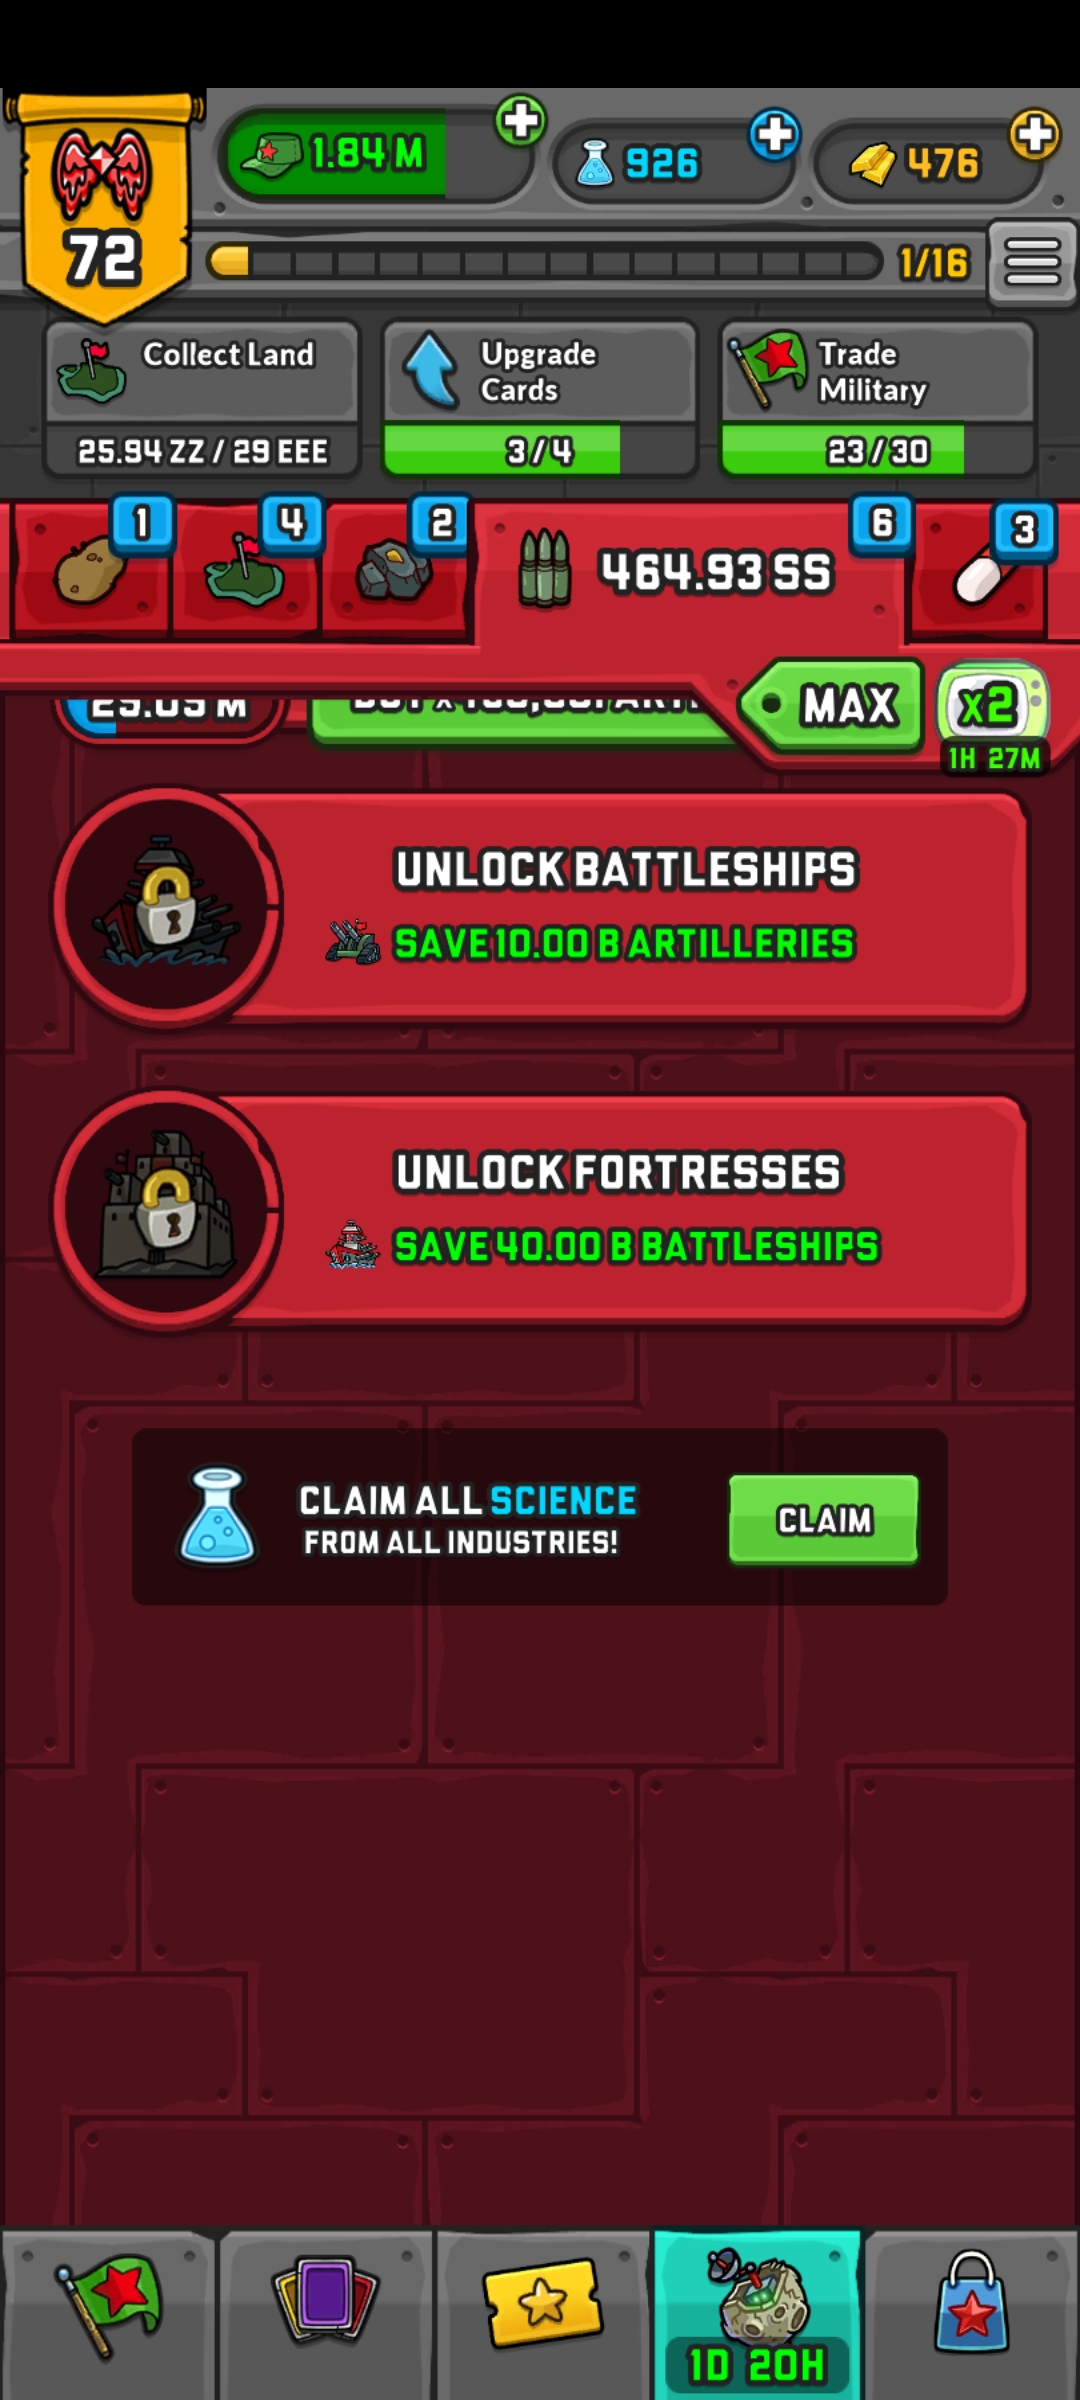 1.84 M
926
476
72
1/16
Collect Land
25.94 ZZ / 29 EEE
Upgrade
Cards
3/4
Trade
Military
23/30
1
4
2
464.93 SS
6
3
MAX
x2
1H 27M
UNLOCK BATTLESHIPS
SAVE 10.00 B ARTILLERIES
UNLOCK FORTRESSES
SAVE 40.00 B BATTLESHIPS
CLAIM ALL SCIENCE
FROM ALL INDUSTRIES!
CLAIM
1D 20H